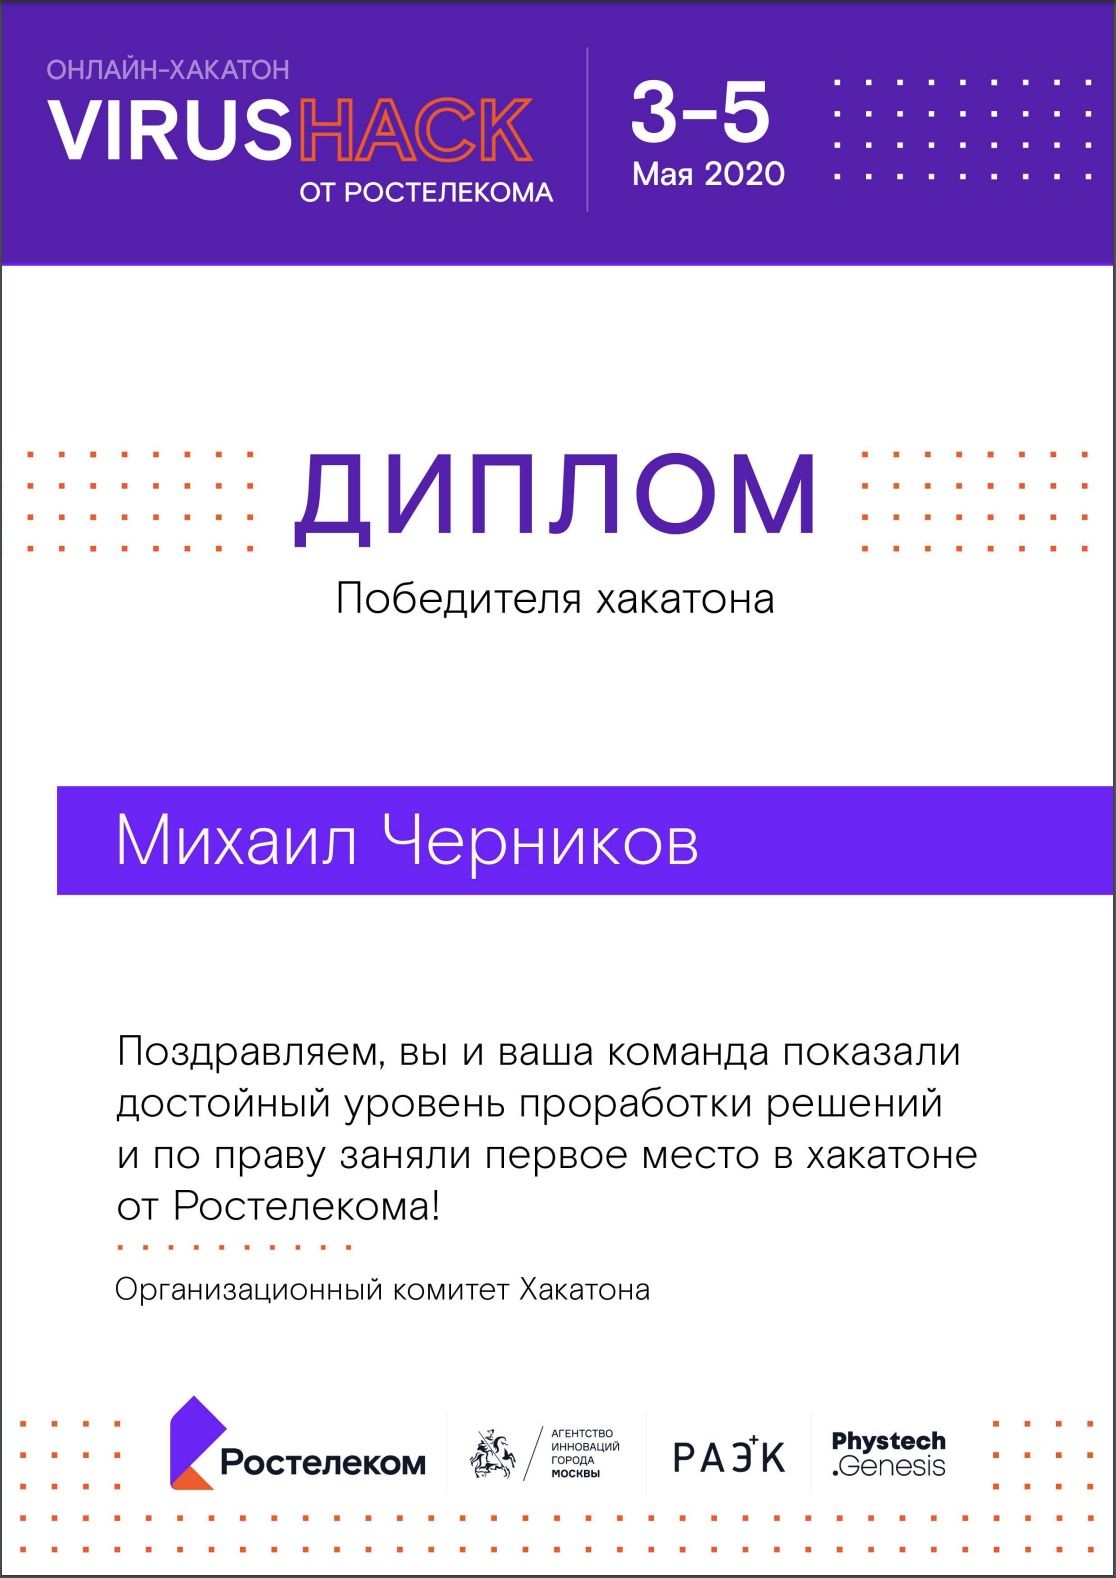 ОНЛАЙН-ХАКАТОН
VIRUSHACK
ОТ РОСТЕЛЕКОМА
3–5
Мая 2020
ДИПЛОМ
Победителя хакатона
Михаил Черников
Поздравляем, вы и ваша команда показали
достойный уровень проработки решений
и по праву заняли первое место в хакатоне
от Ростелекома!
Организационный комитет Хакатона
Ростелеком
АГЕНТСТВО
ИННОВАЦИЙ
ГОРОДА
МОСКВЫ
РАЭК
Phystech
.Genesis